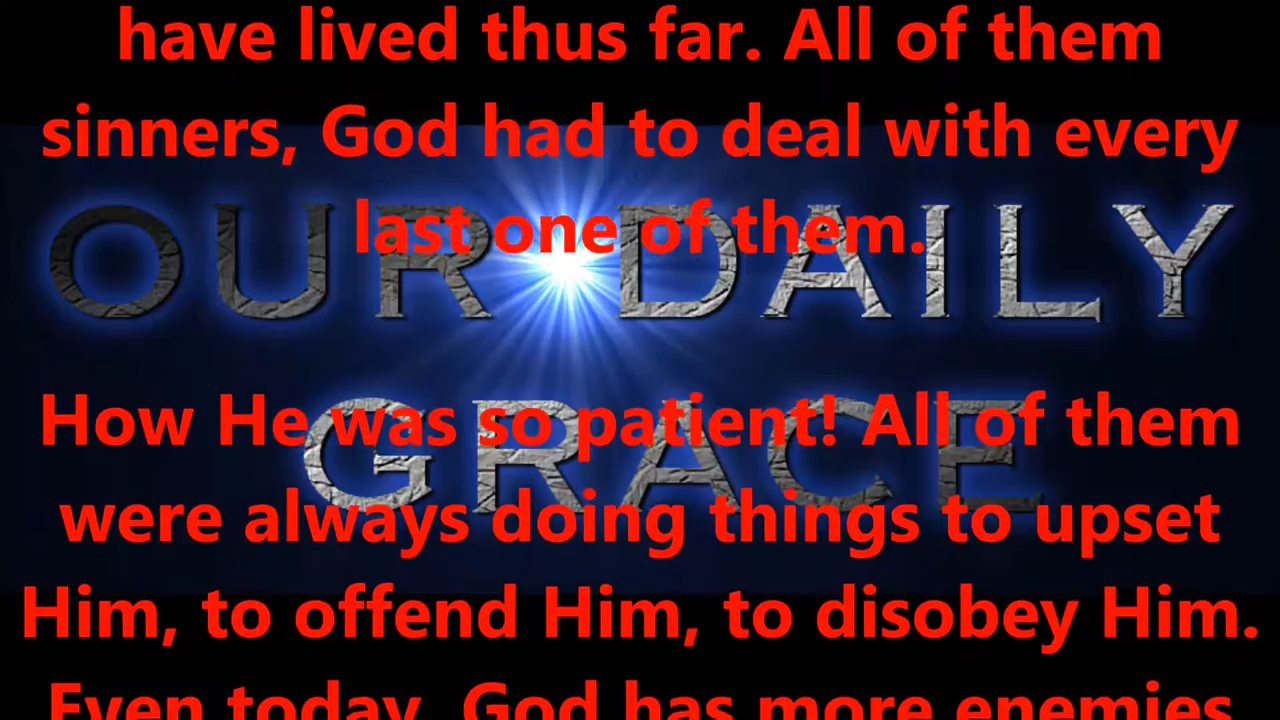 have lived thus far. All of them
sinners, God had to deal with every
last one of them.
OUR DAILY
How He was so patient! All of them
GRACE
were always doing things to upset
Him, to offend Him, to disobey Him.
Even today, God has more enemies